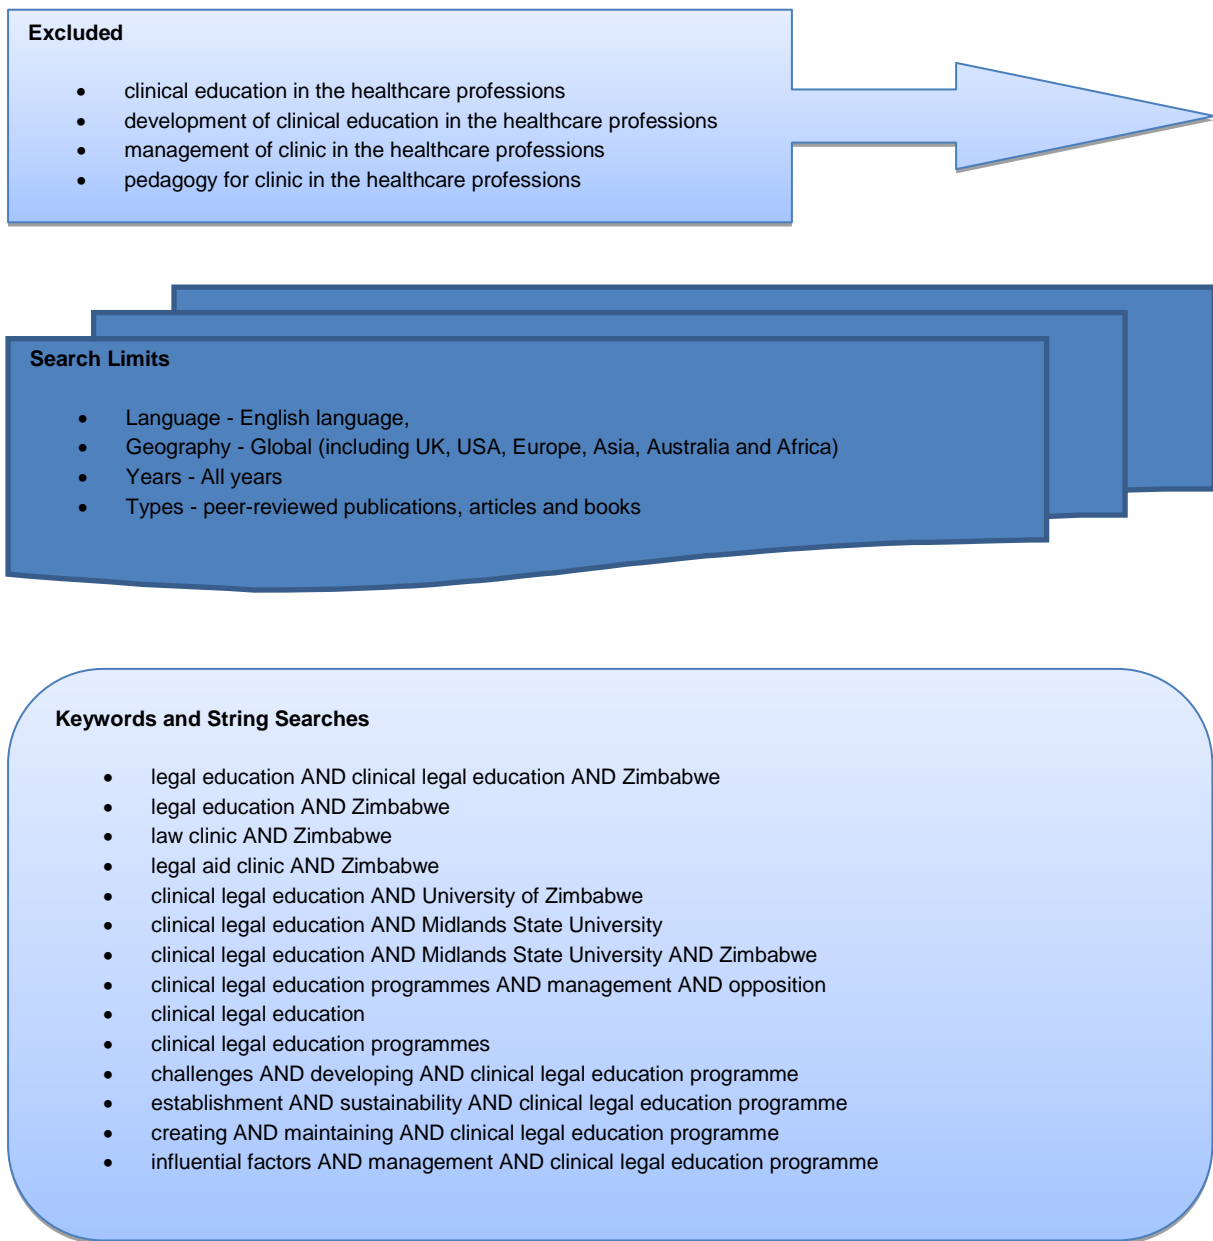 Excluded
• clinical education in the healthcare professions
• development of clinical education in the healthcare professions
• management of clinic in the healthcare professions
• pedagogy for clinic in the healthcare professions
Search Limits
• Language - English language,
• Geography - Global (including UK, USA, Europe, Asia, Australia and Africa)
• Years - All years
• Types - peer-reviewed publications, articles and books
Keywords and String Searches
• legal education AND clinical legal education AND Zimbabwe
• legal education AND Zimbabwe
• law clinic AND Zimbabwe
• legal aid clinic AND Zimbabwe
• clinical legal education AND University of Zimbabwe
• clinical legal education AND Midlands State University
• clinical legal education AND Midlands State University AND Zimbabwe
• clinical legal education programmes AND management AND opposition
• clinical legal education
• clinical legal education programmes
• challenges AND developing AND clinical legal education programme
• establishment AND sustainability AND clinical legal education programme
• creating AND maintaining AND clinical legal education programme
• influential factors AND management AND clinical legal education programme